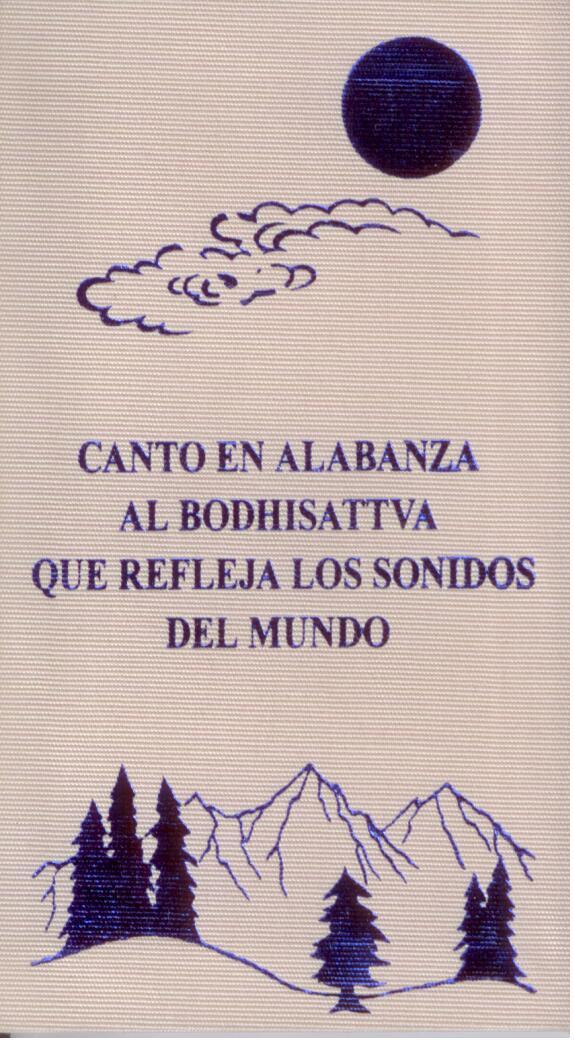 CANTO EN ALABANZA
AL BODHISATTVA
QUE REFLEJA LOS SONIDOS
DEL MUNDO